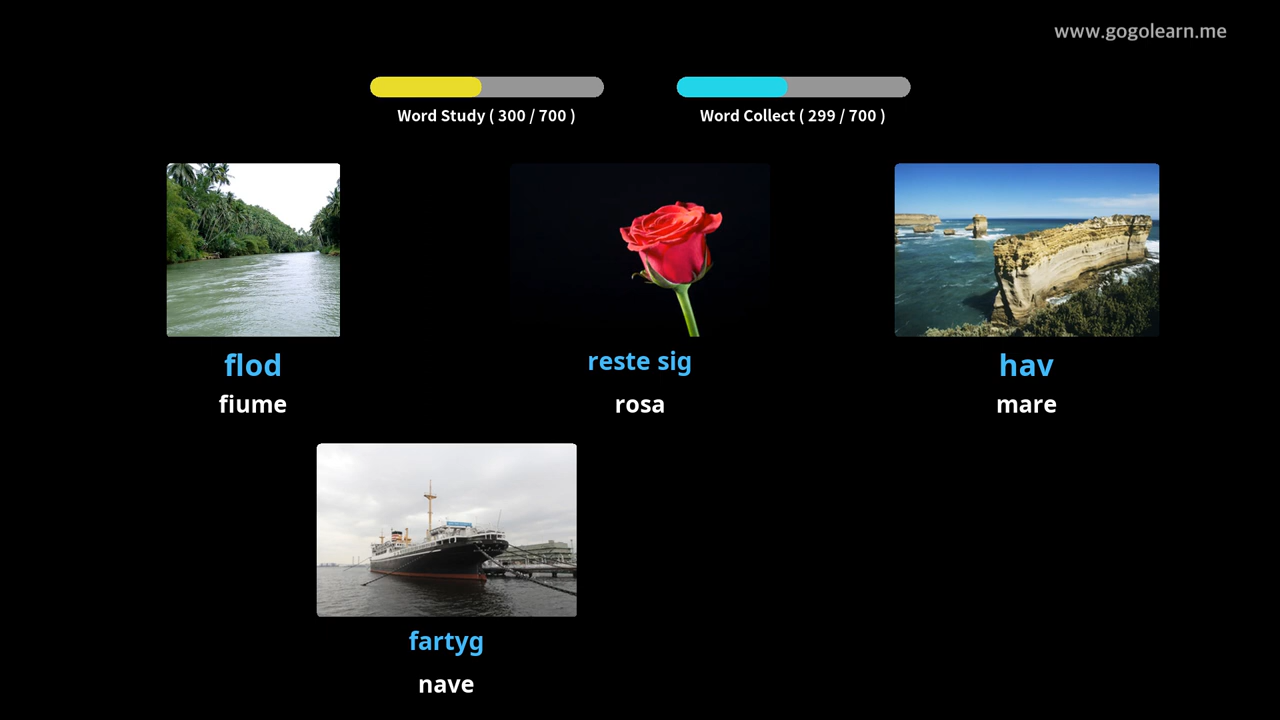 www.gogolearn.me
Word Study ( 300 / 700 )
Word Collect ( 299 / 700 )
flod
fiume
reste sig
rosa
hav
mare
fartyg
nave